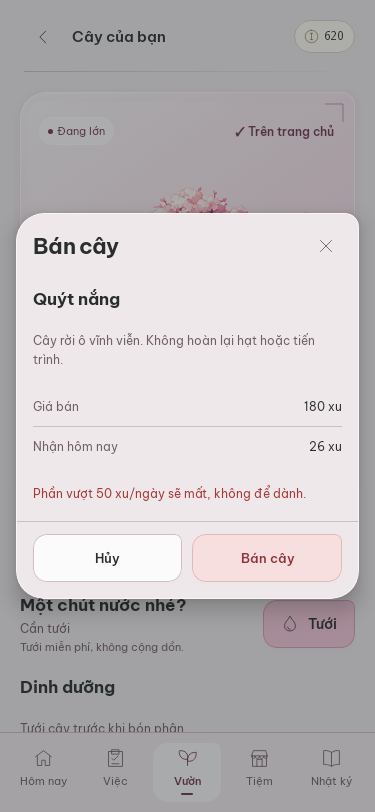 Cây của bạn
620
Đang lớn
✓ Trên trang chủ
Bán cây
Quýt nắng
Cây rời ô vĩnh viễn. Không hoàn lại hạt hoặc tiến
trình.
Giá bán
180 xu
Nhận hôm nay
26 xu
Phần vượt 50 xu/ngày sẽ mất, không để dành.
Hủy
Bán cây
Một chút nước nhé?
Cần tưới
Tưới miễn phí, không cộng dồn.
Tưới
Dinh dưỡng
Tưới cây trước khi bón phân
Hôm nay
Việc
Vườn
Tiệm
Nhật ký